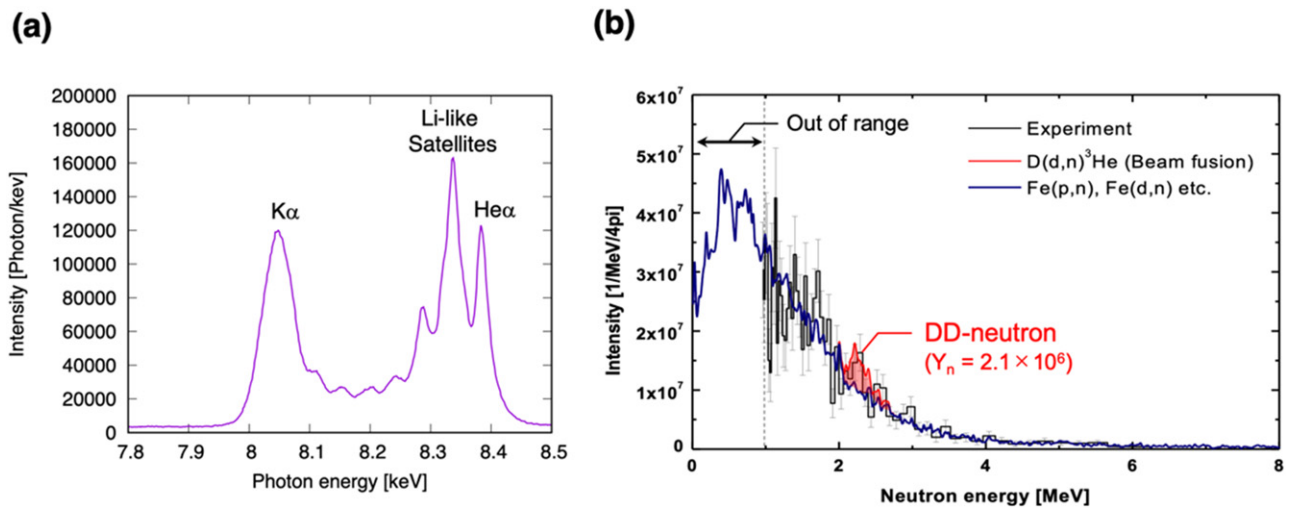 (a)
200000
180000
160000
140000
120000
100000
80000
60000
40000
20000
0
Intensity [Photon/kev]
Kα
Li-like
Satellites
Heα
7.8 7.9 8 8.1 8.2 8.3 8.4 8.5
Photon energy [keV]
(b)
6x10⁷
5x10⁷
4x10⁷
3x10⁷
2x10⁷
1x10⁷
0
Intensity [1/MeV/4pi]
Out of range
Experiment
D(d,n)³He (Beam fusion)
Fe(p,n), Fe(d,n) etc.
DD-neutron
(Yₙ = 2.1 × 10⁶)
0 2 4 6 8
Neutron energy [MeV]